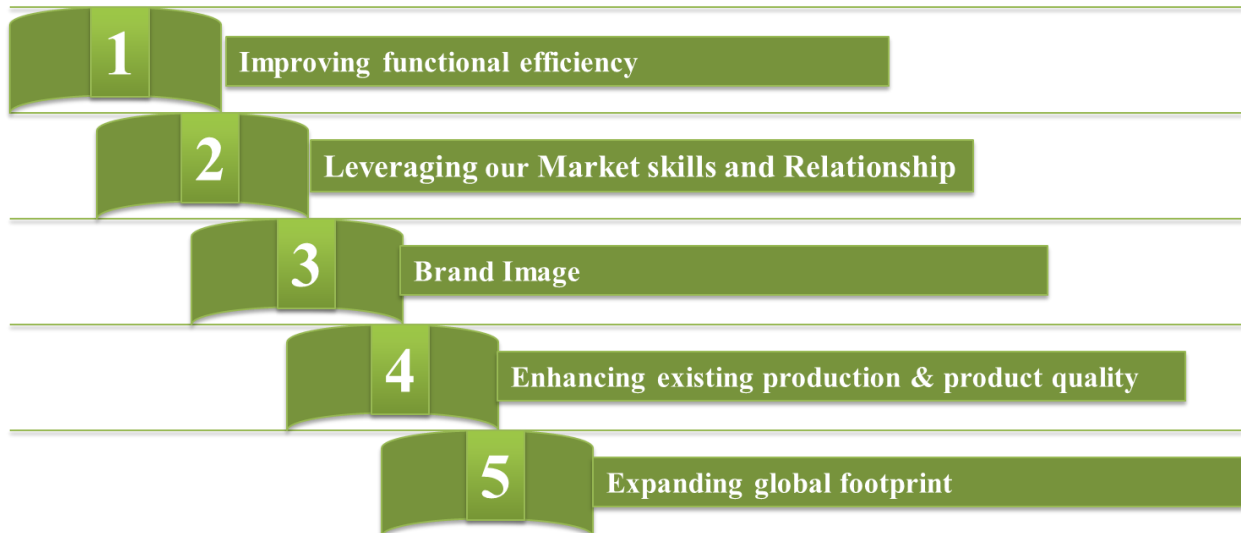 1
Improving functional efficiency
2
Leveraging our Market skills and Relationship
3
Brand Image
4
Enhancing existing production & product quality
5
Expanding global footprint